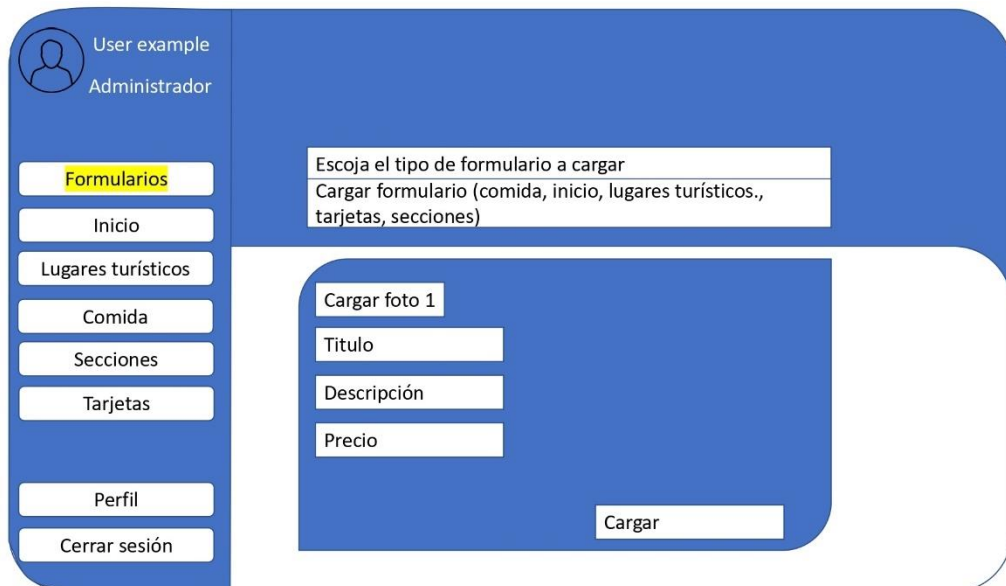 User example
Administrador
Formularios
Inicio
Lugares turísticos
Comida
Secciones
Tarjetas
Perfil
Cerrar sesión
Escoja el tipo de formulario a cargar
Cargar formulario (comida, inicio, lugares turísticos.,
tarjetas, secciones)
Cargar foto 1
Titulo
Descripción
Precio
Cargar